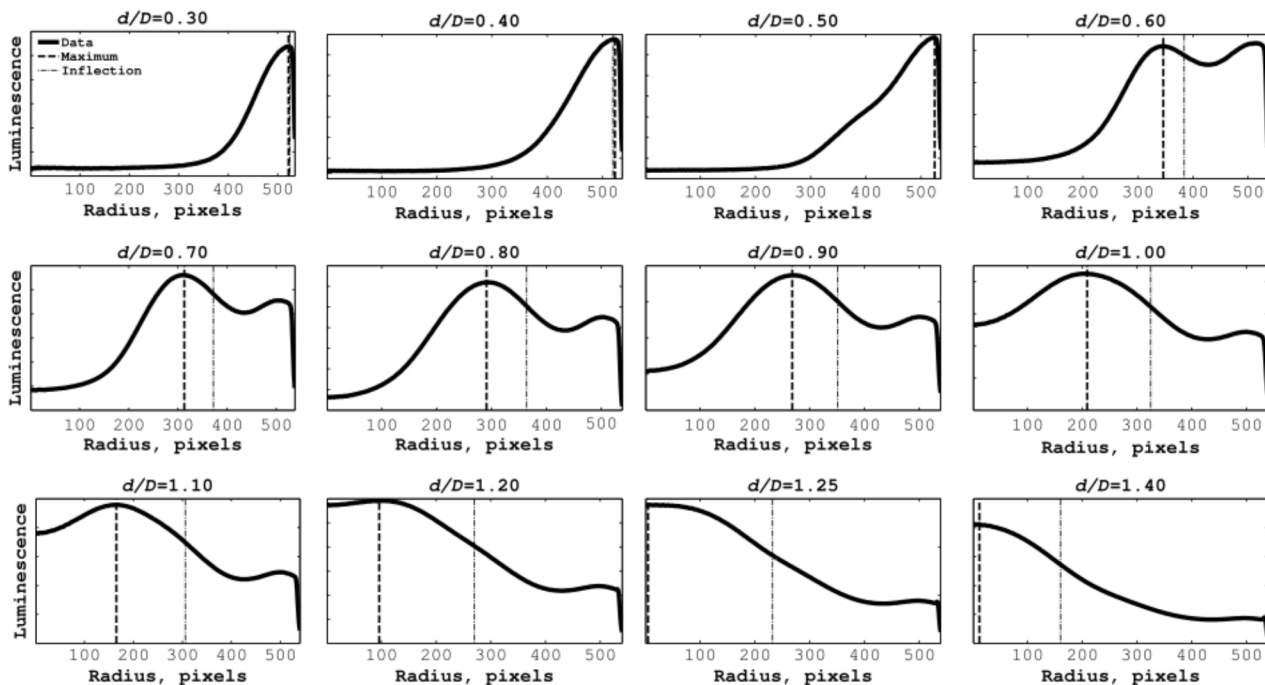 d/D=0.30
d/D=0.40
d/D=0.50
d/D=0.60
Data
Maximum
Inflection
Luminescence
100 200 300 400 500
100 200 300 400 500
100 200 300 400 500
100 200 300 400 500
Radius, pixels
Radius, pixels
Radius, pixels
Radius, pixels
d/D=0.70
d/D=0.80
d/D=0.90
d/D=1.00
Luminescence
100 200 300 400 500
100 200 300 400 500
100 200 300 400 500
100 200 300 400 500
Radius, pixels
Radius, pixels
Radius, pixels
Radius, pixels
d/D=1.10
d/D=1.20
d/D=1.25
d/D=1.40
Luminescence
100 200 300 400 500
100 200 300 400 500
100 200 300 400 500
100 200 300 400 500
Radius, pixels
Radius, pixels
Radius, pixels
Radius, pixels